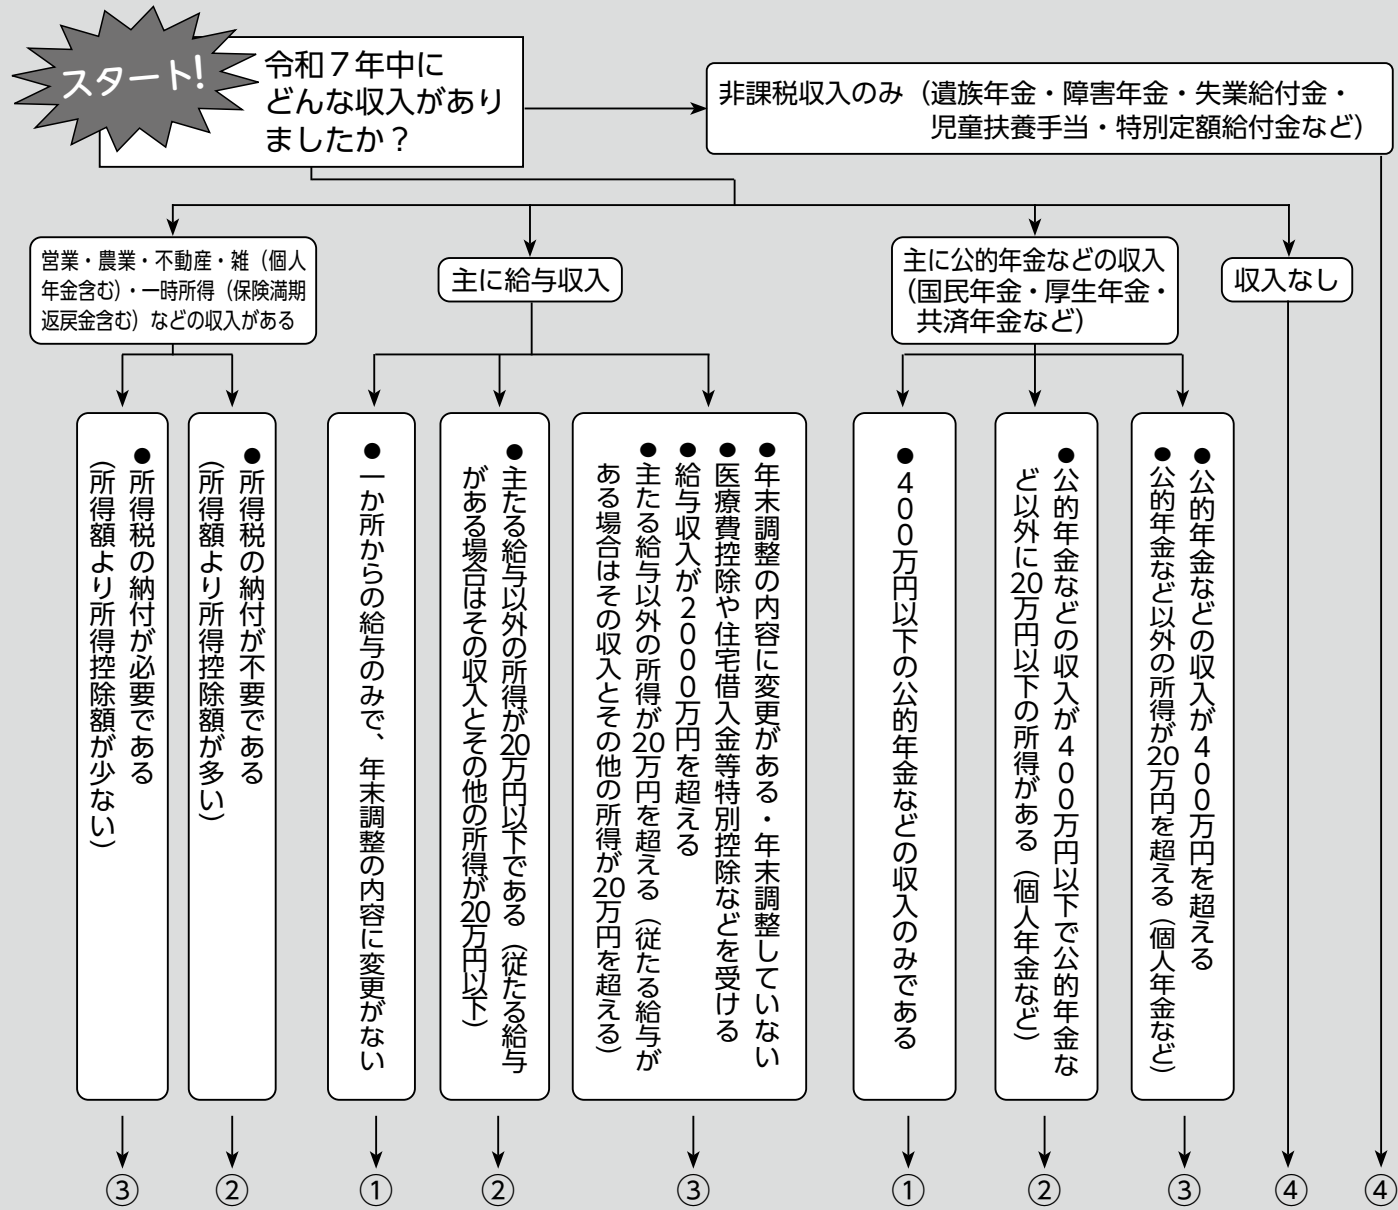 スタート!
令和7年中に
どんな収入があり
ましたか？
非課税収入のみ（遺族年金・障害年金・失業給付金・
児童扶養手当・特別定額給付金など）
営業・農業・不動産・雑（個人
年金含む）・一時所得（保険満期
返戻金含む）などの収入がある
主に給与収入
主に公的年金などの収入
（国民年金・厚生年金・
共済年金など）
収入なし
●所得税の納付が必要である
（所得額より所得控除額が少ない）
●所得税の納付が不要である
（所得額より所得控除額が多い）
●一か所からの給与のみで、年末調整の内容に変更がない
●主たる給与以外の所得が20万円以下である（従たる給与
がある場合はその収入とその他の所得が20万円以下）
●年末調整の内容に変更がある・年末調整していない
●医療費控除や住宅借入金等特別控除などを受ける
●給与収入が2000万円を超える
●主たる給与以外の所得が20万円を超える（従たる給与が
ある場合はその収入とその他の所得が20万円を超える）
●400万円以下の公的年金などの収入のみである
●公的年金などの収入が400万円以下で公的年金な
ど以外に20万円以下の所得がある（個人年金など）
●公的年金などの収入が400万円を超える
●公的年金など以外の所得が20万円を超える（個人年金など）
③
②
①
②
③
①
②
③
④
④